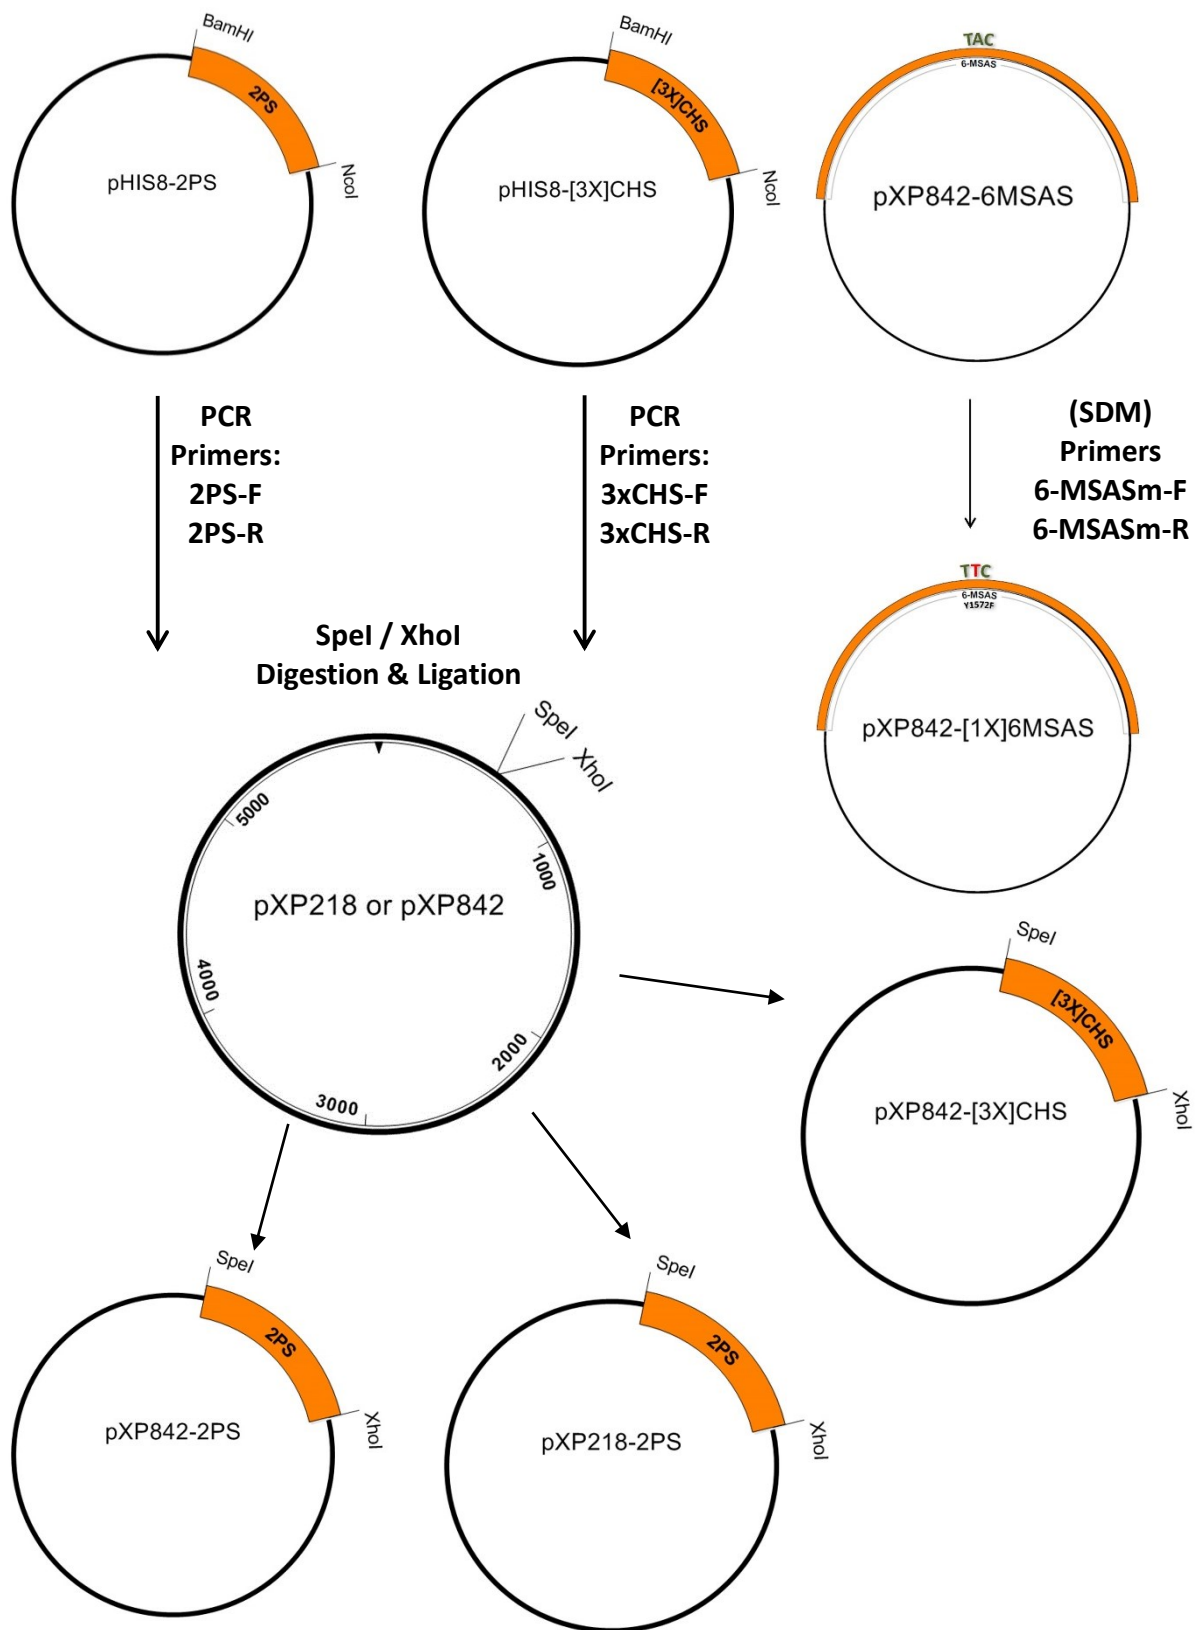 BamHI
2PS
NcoI
pHIS8-2PS
BamHI
[3X]CHS
NcoI
pHIS8-[3X]CHS
TAC
6-MSAS
pXP842-6MSAS
PCR
Primers:
2PS-F
2PS-R
PCR
Primers:
3xCHS-F
3xCHS-R
(SDM)
Primers
6-MSASm-F
6-MSASm-R
TTC
6-MSAS
Y1572F
pXP842-[1X]6MSAS
SpeI / XhoI
Digestion & Ligation
SpeI
XhoI
5000
1000
pXP218 or pXP842
4000
2000
3000
SpeI
[3X]CHS
XhoI
pXP842-[3X]CHS
SpeI
2PS
XhoI
pXP842-2PS
SpeI
2PS
XhoI
pXP218-2PS